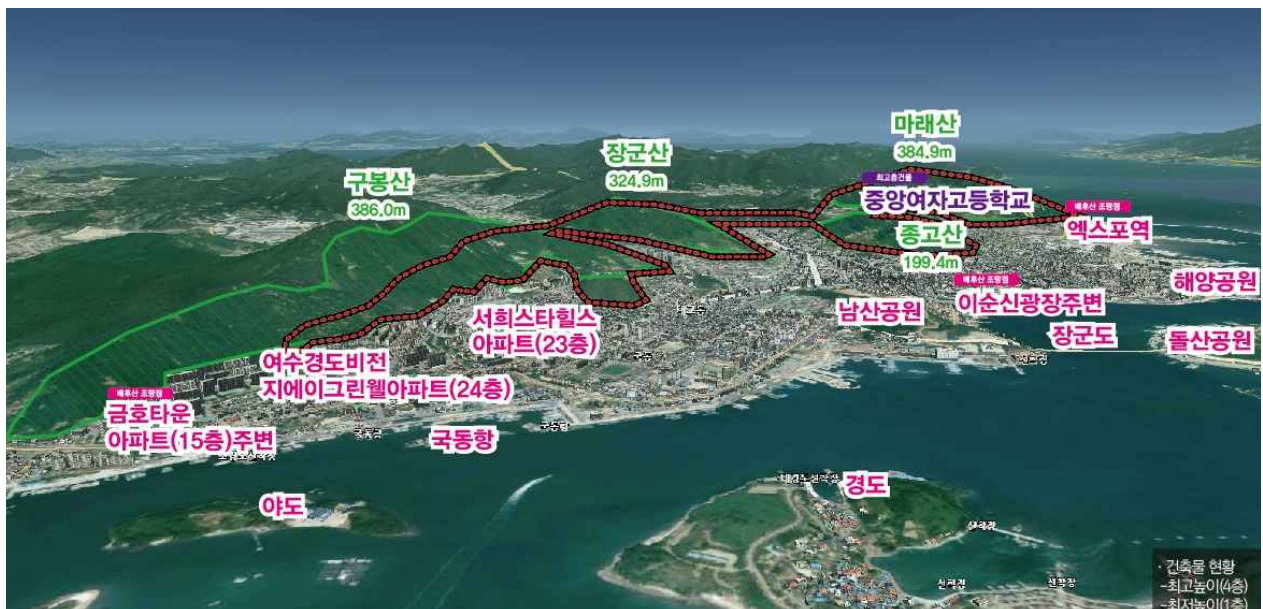 마래산
384.9m
장군산
324.9m
구봉산
386.0m
최고층건물
중앙여자고등학교
배후산 조망점
엑스포역
종고산
199.4m
해양공원
배후산 조망점
이순신광장주변
남산공원
장군도
돌산공원
서희스타힐스
아파트(23층)
여수경도비전
지에이그린웰아파트(24층)
배후산 조망점
금호타운
아파트(15층)주변
국동항
야도
경도
· 건축물 현황
-최고높이(4층)
-최저높이(1층)